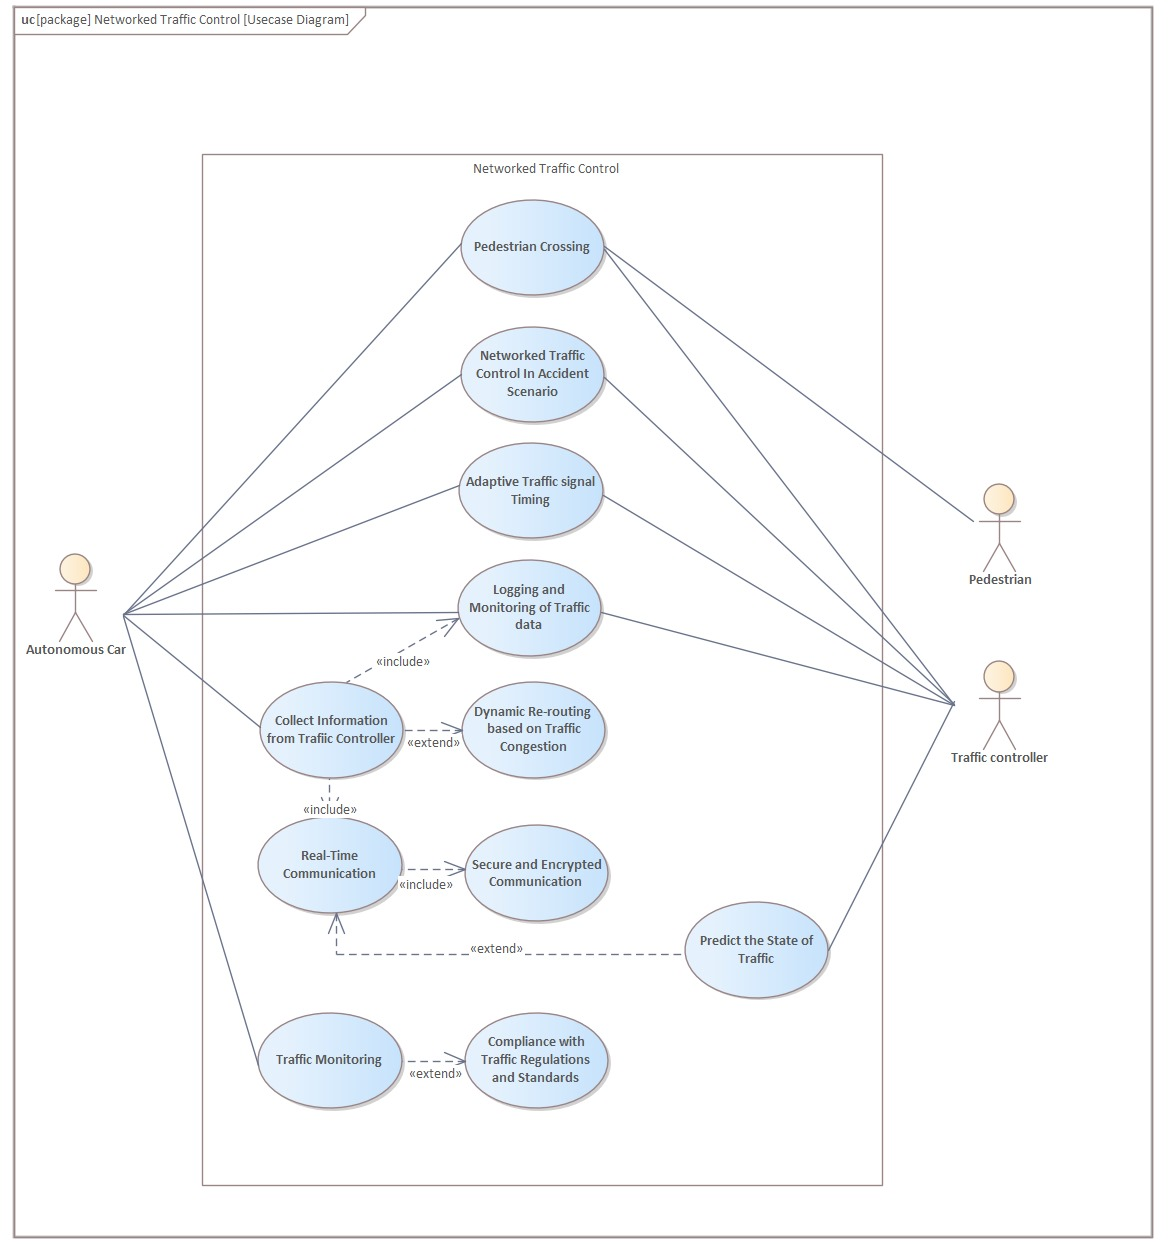 uc [package] Networked Traffic Control [Usecase Diagram]
Networked Traffic Control
Pedestrian Crossing
Networked Traffic
Control In Accident
Scenario
Adaptive Traffic signal
Timing
Logging and
Monitoring of Traffic
data
Pedestrian
Autonomous Car
«include»
Collect Information
from Trafiic Controller
«extend»
Dynamic Re-routing
based on Traffic
Congestion
Traffic controller
«include»
Real-Time
Communication
«include»
Secure and Encrypted
Communication
«extend»
Predict the State of
Traffic
Traffic Monitoring
«extend»
Compliance with
Traffic Regulations
and Standards